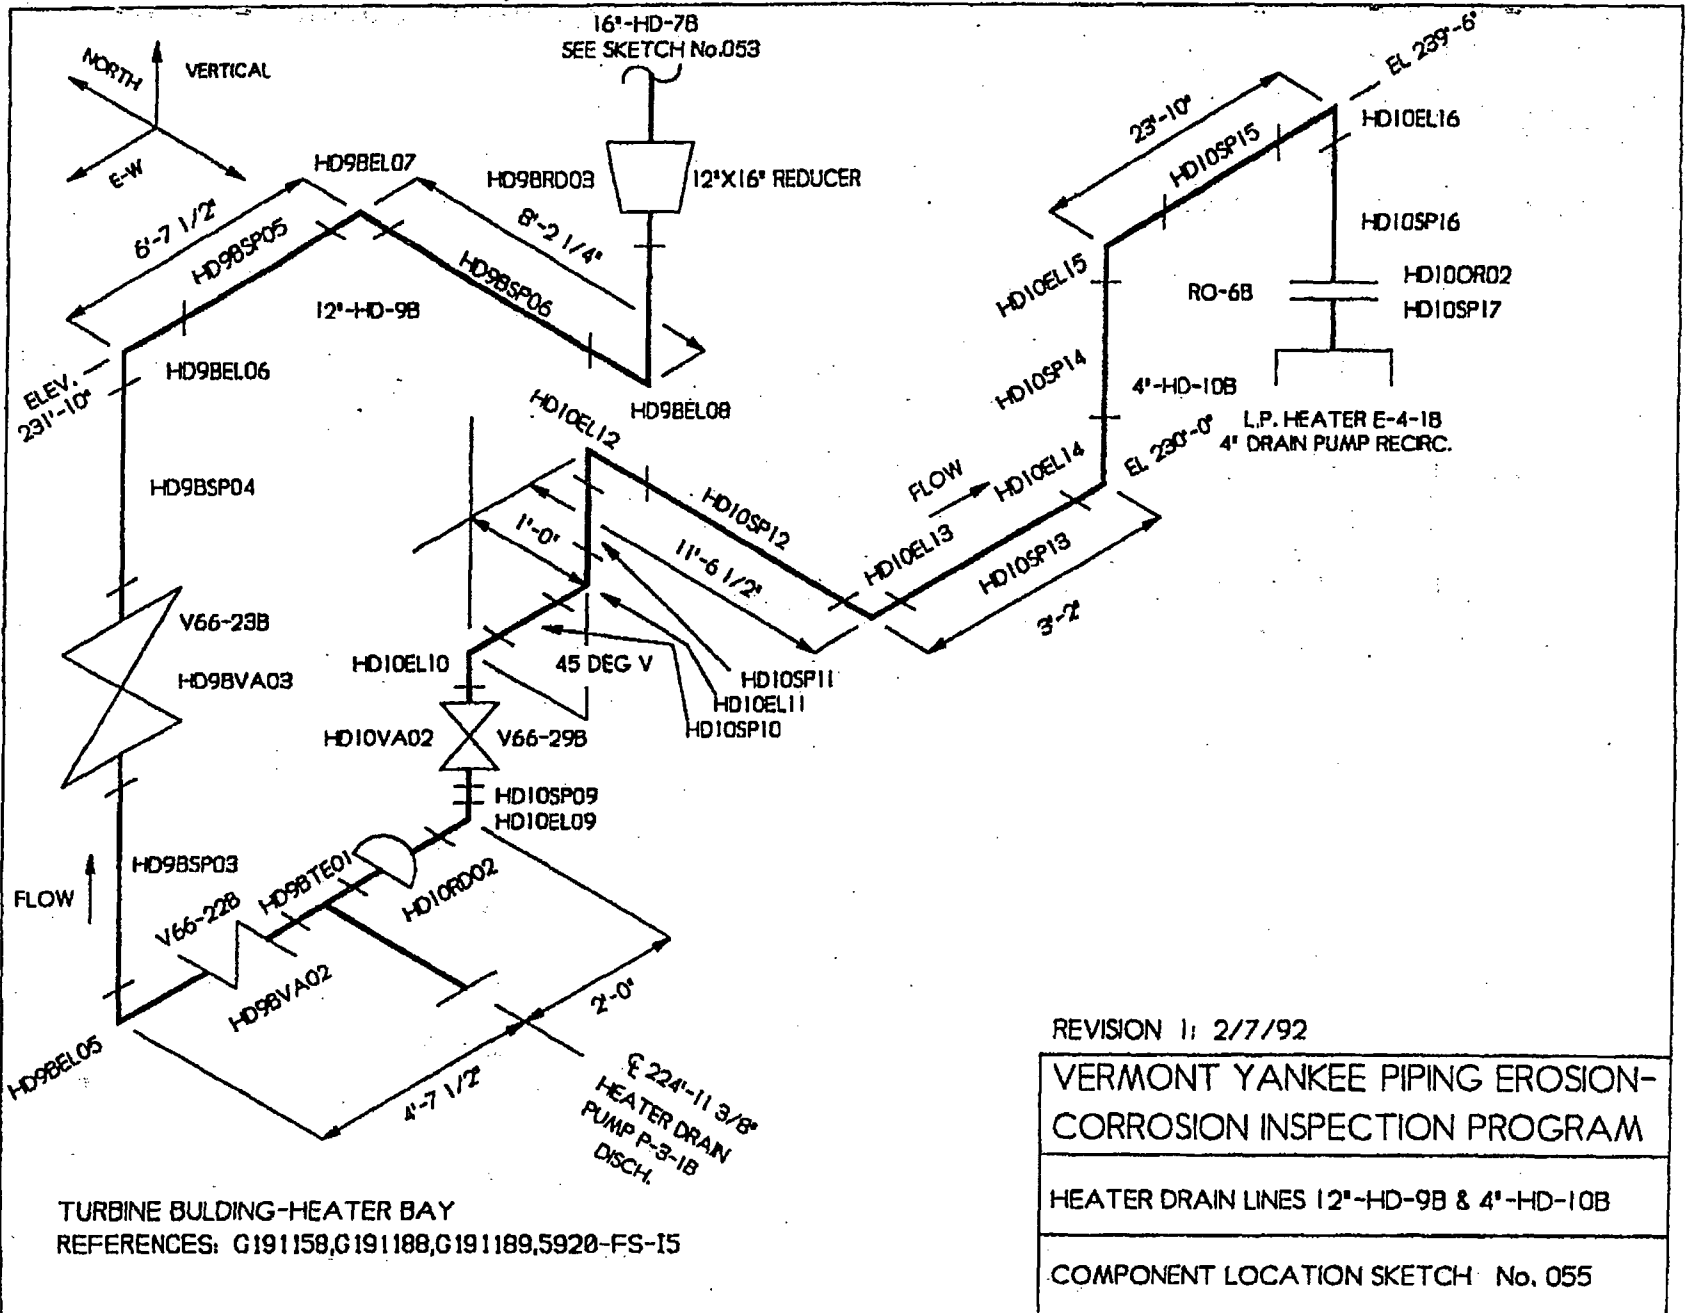 16"-HD-7B
SEE SKETCH No.053
NORTH
VERTICAL
E-W
EL 239'-6"
HD9BEL07
HD9BRD03
12"X16" REDUCER
23'-10"
HD10SP15
HD10EL16
6'-7 1/2"
HD9BSP05
8'-2 1/4"
HD9BSP06
HD10SP16
12"-HD-9B
HD10EL15
RO-6B
HD10OR02
HD10SP17
ELEV.
231'-10"
HD9BEL06
HD9BEL08
HD10EL12
HD10SP14
4"-HD-10B
L.P. HEATER E-4-1B
4" DRAIN PUMP RECIRC.
HD9BSP04
HD10SP12
FLOW
HD10EL14
EL 230'-0"
1'-0"
11'-6 1/2"
HD10EL13
HD10SP13
3'-2"
V66-23B
HD9BVA03
HD10EL10
45 DEG V
HD10SP11
HD10EL11
HD10SP10
HD10VA02
V66-29B
HD10SP09
HD10EL09
HD9BSP03
FLOW
V66-22B
HD9BTE01
HD10RD02
HD9BVA02
HD9BEL05
2'-0"
4'-7 1/2"
℄ 224'-11 3/8"
HEATER DRAIN
PUMP P-3-1B
DISCH.
REVISION 1: 2/7/92
VERMONT YANKEE PIPING EROSION-
CORROSION INSPECTION PROGRAM
HEATER DRAIN LINES 12"-HD-9B & 4"-HD-10B
COMPONENT LOCATION SKETCH No. 055
TURBINE BULDING-HEATER BAY
REFERENCES: G191158,G191188,G191189,5920-FS-I5